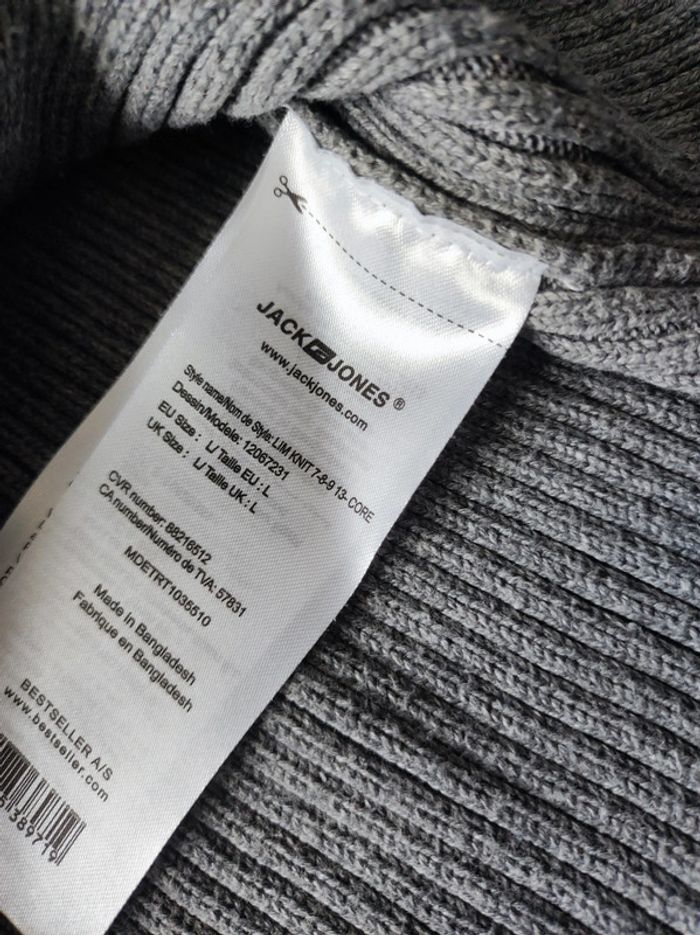 JACK JONES ®
www.jackjones.com
Style name/Nom de Style: LIM KNIT 7-8-9 13- CORE
Dessin/Modele: 12067231
EU Size : L/ Taille EU : L
UK Size : L/ Taille UK : L
CVR number: 88216512
CA number/Numéro de TVA: 57831
MDETRT1035510
Made in Bangladesh
Fabrique en Bangladesh
BESTSELLER A/S
www.bestseller.com